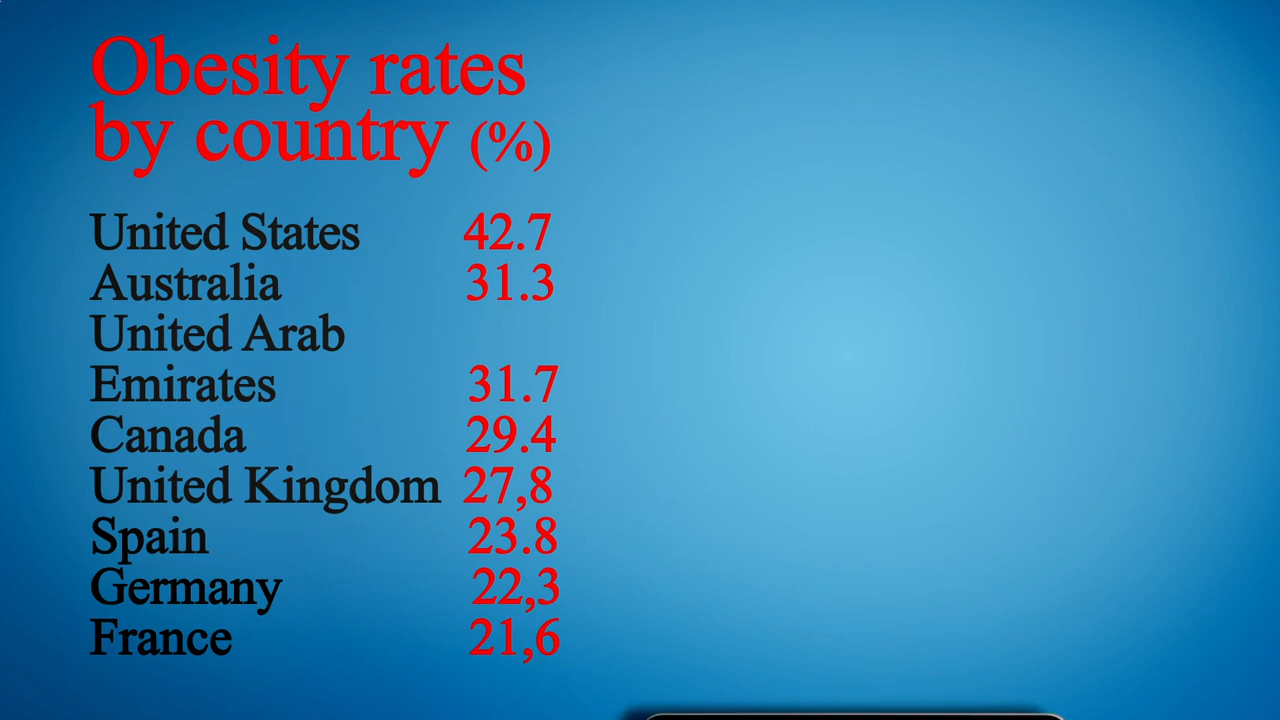 Obesity rates
by country (%)
United States 42.7
Australia 31.3
United Arab
Emirates 31.7
Canada 29.4
United Kingdom 27,8
Spain 23.8
Germany 22,3
France 21,6